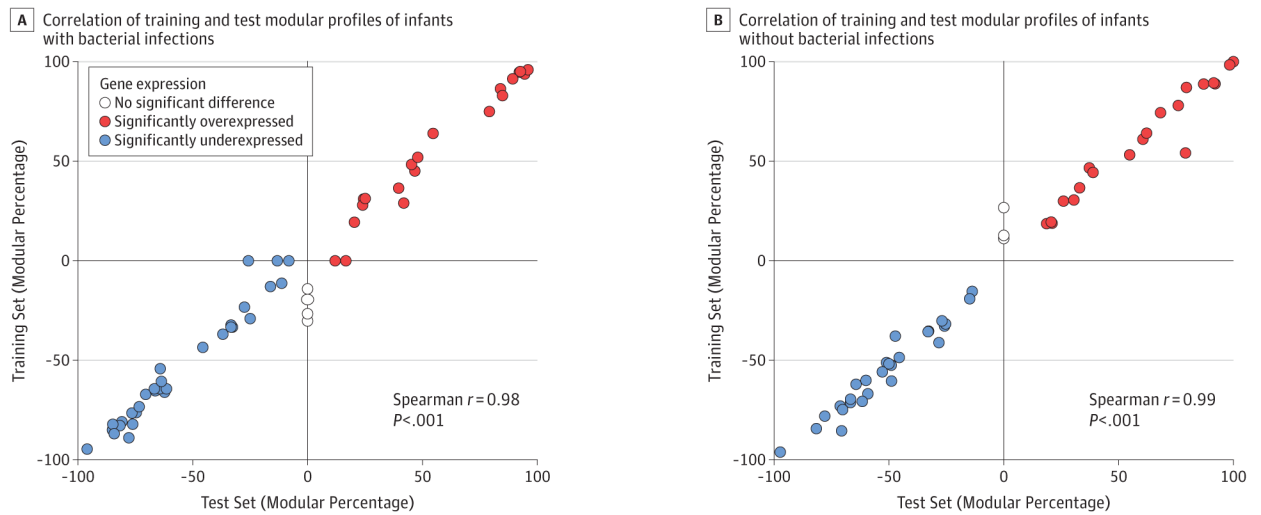 A Correlation of training and test modular profiles of infants
with bacterial infections
100
50
0
-50
-100
Training Set (Modular Percentage)
Gene expression
No significant difference
Significantly overexpressed
Significantly underexpressed
Spearman r = 0.98
P<.001
-100 -50 0 50 100
Test Set (Modular Percentage)
B Correlation of training and test modular profiles of infants
without bacterial infections
100
50
0
-50
-100
Training Set (Modular Percentage)
Spearman r = 0.99
P<.001
-100 -50 0 50 100
Test Set (Modular Percentage)